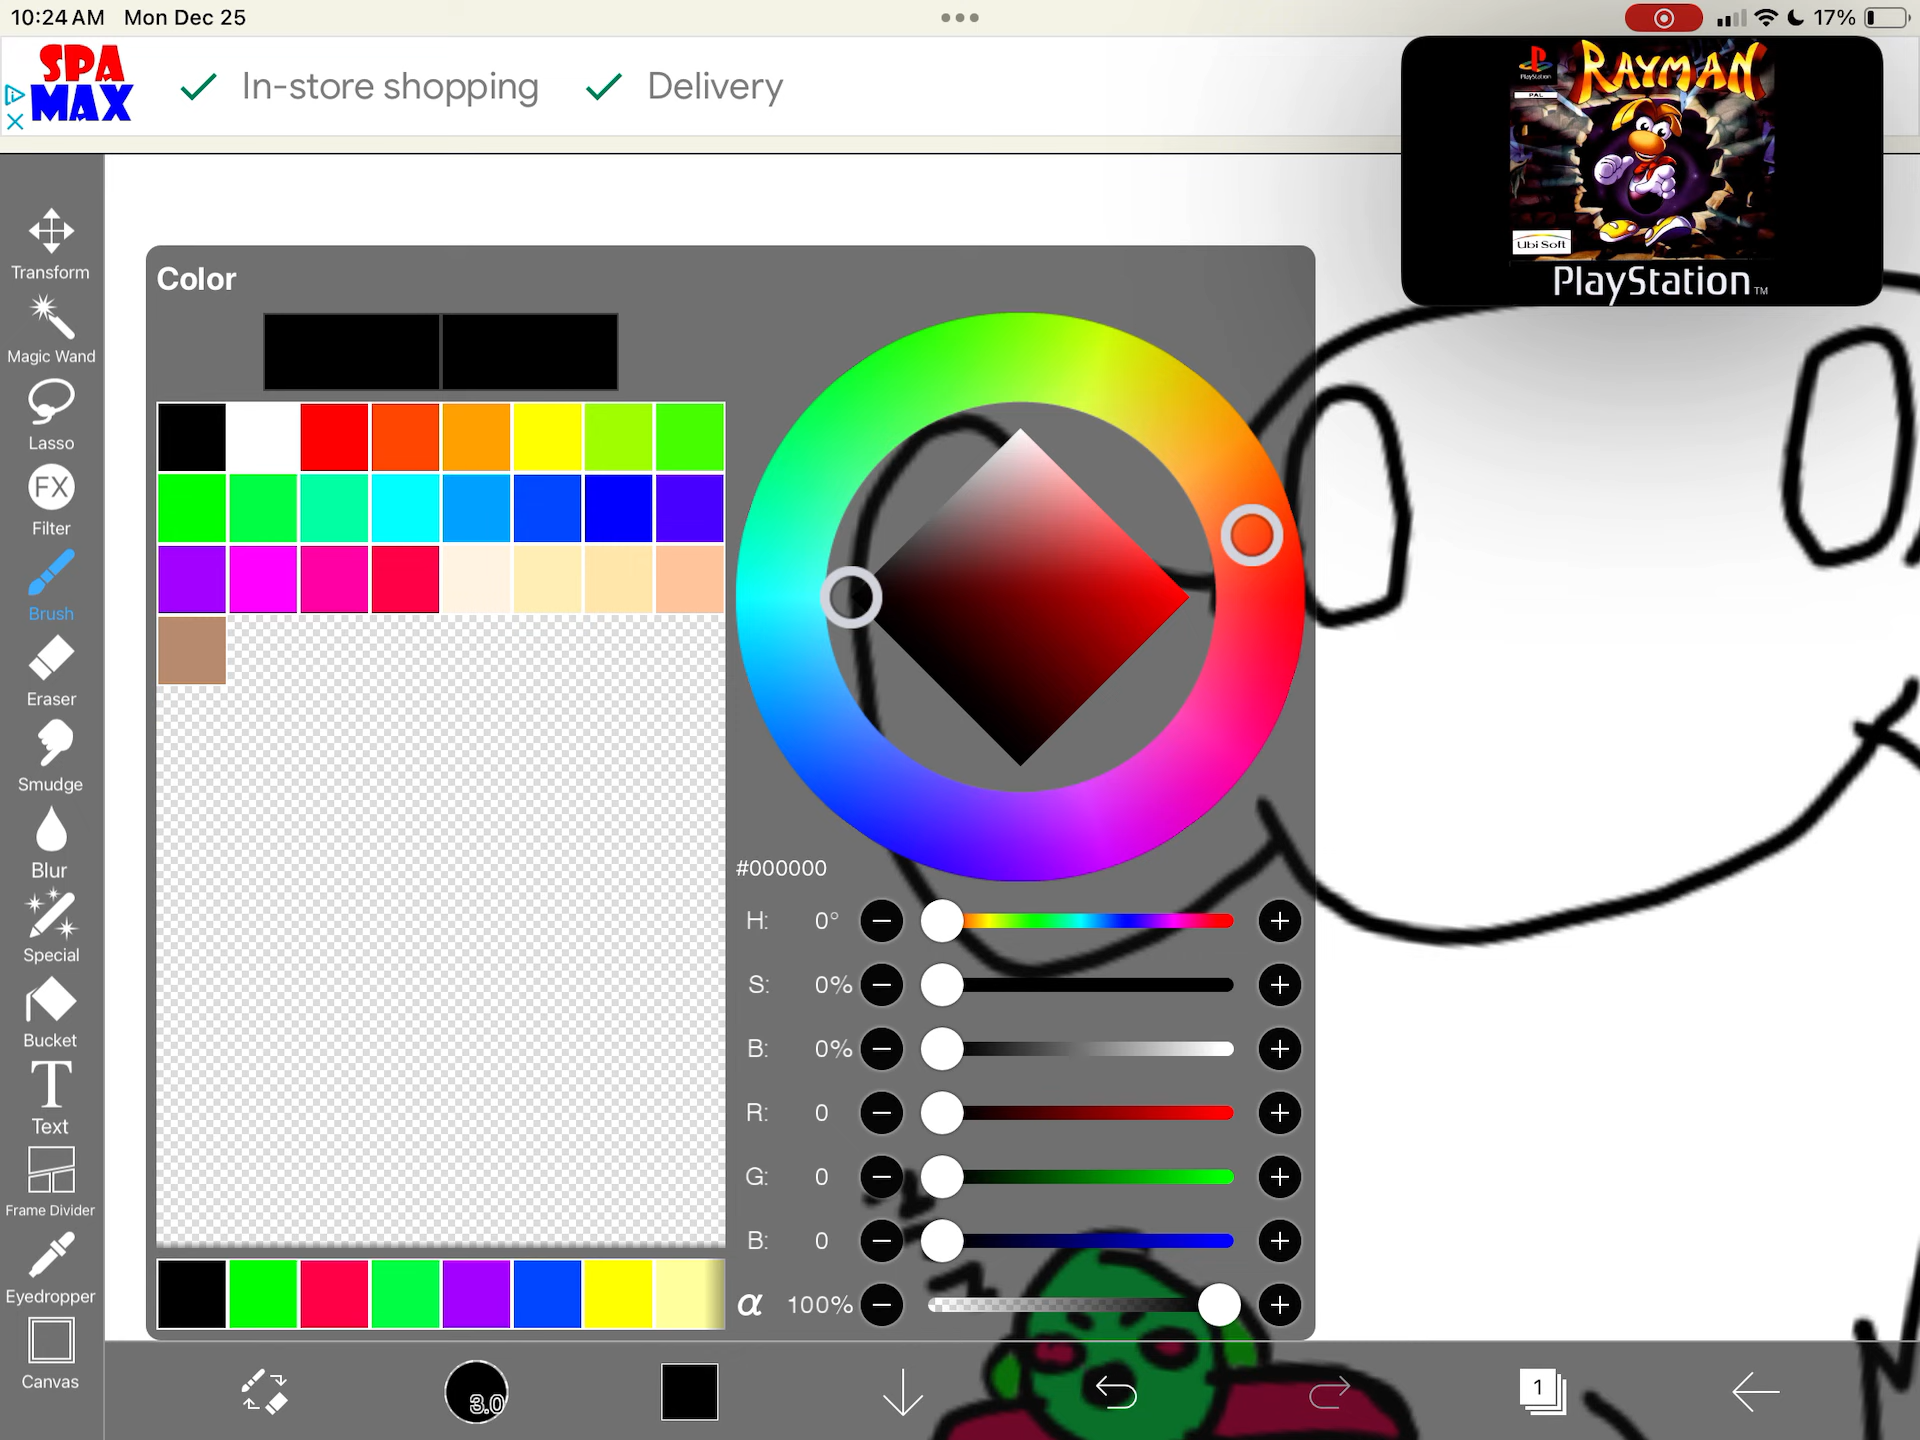 10:24 AM Mon Dec 25
17%
SPA
MAX
In-store shopping
Delivery
PlayStation
PAL
RAYMAN
Ubi Soft
PlayStation™
Transform
Magic Wand
Lasso
FX
Filter
Brush
Eraser
Smudge
Blur
Special
Bucket
T
Text
Frame Divider
Eyedropper
Canvas
Color
#000000
H: 0°
S: 0%
B: 0%
R: 0
G: 0
B: 0
α 100%
3.0
1